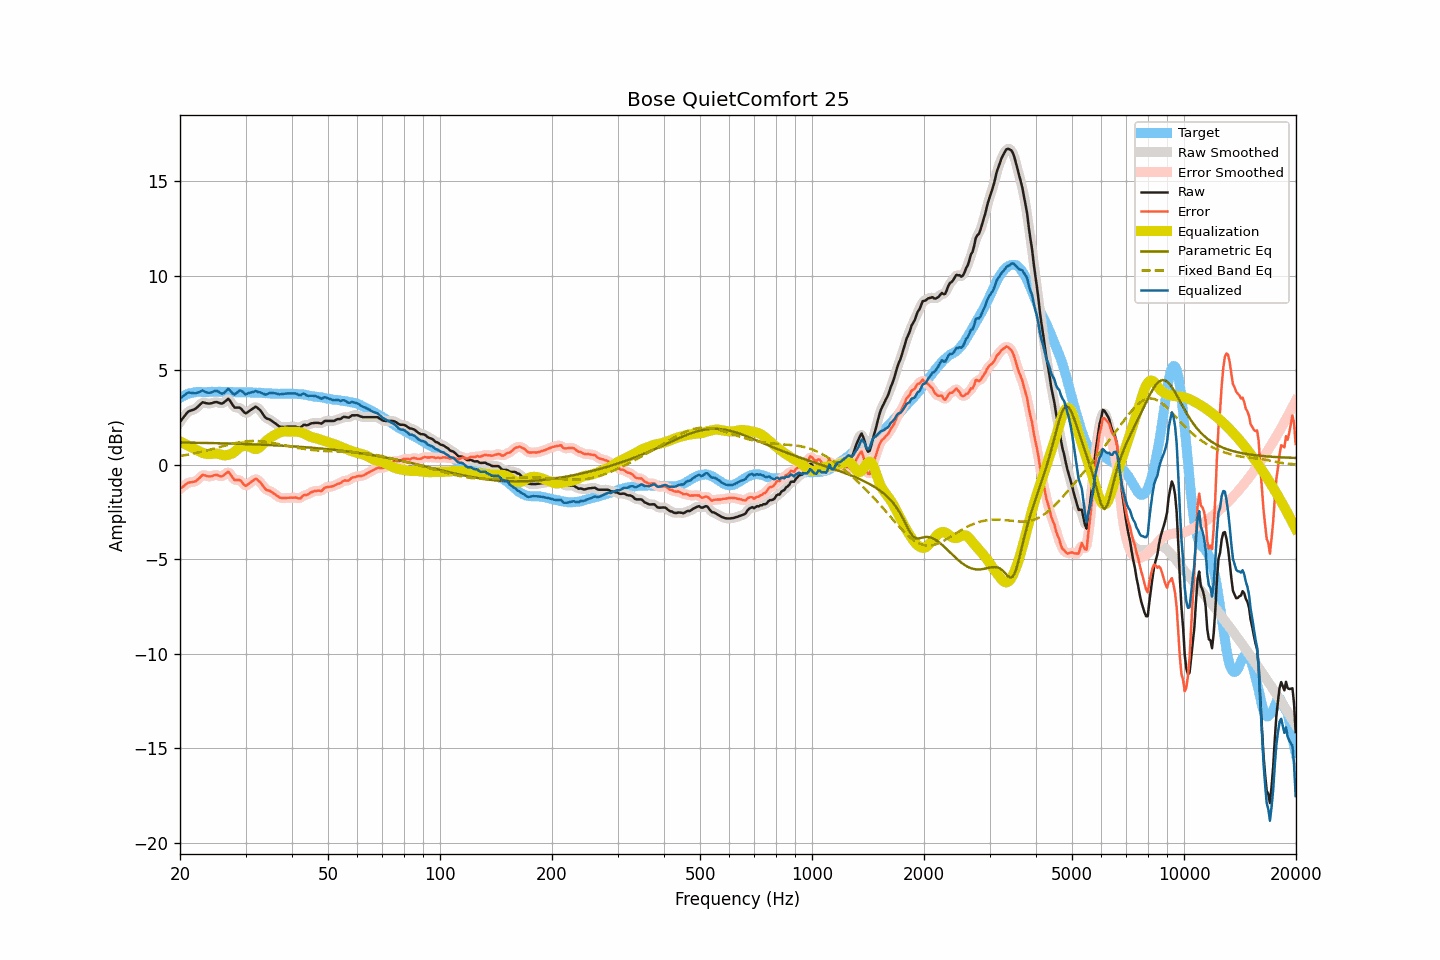 Bose QuietComfort 25
Target
Raw Smoothed
Error Smoothed
Raw
Error
Equalization
Parametric Eq
Fixed Band Eq
Equalized
15
10
5
0
−5
−10
−15
−20
Amplitude (dBr)
20 50 100 200 500 1000 2000 5000 10000 20000
Frequency (Hz)